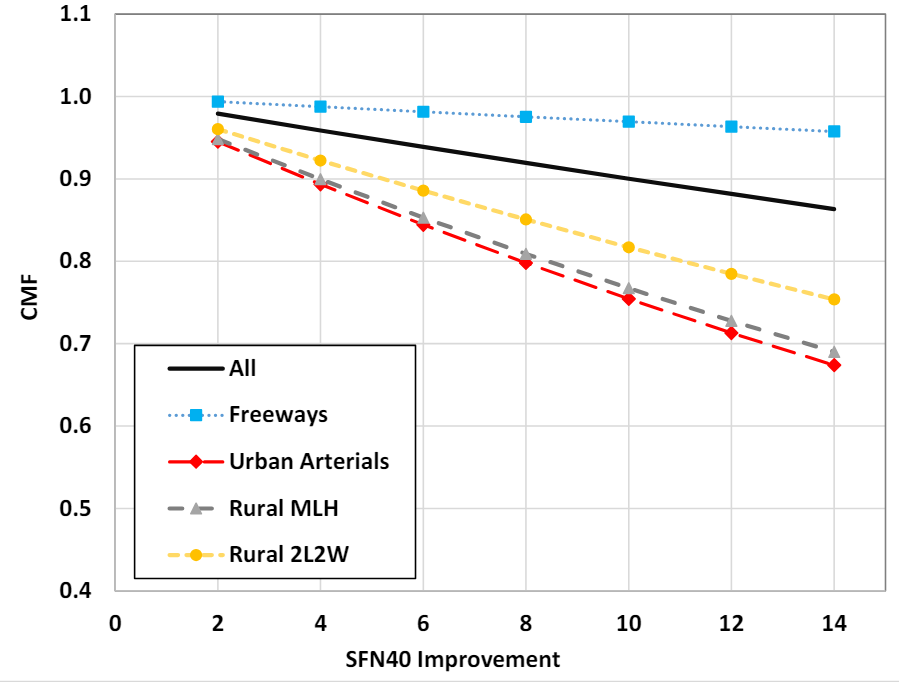 1.1
1.0
0.9
0.8
0.7
0.6
0.5
0.4
CMF
All
Freeways
Urban Arterials
Rural MLH
Rural 2L2W
0 2 4 6 8 10 12 14
SFN40 Improvement